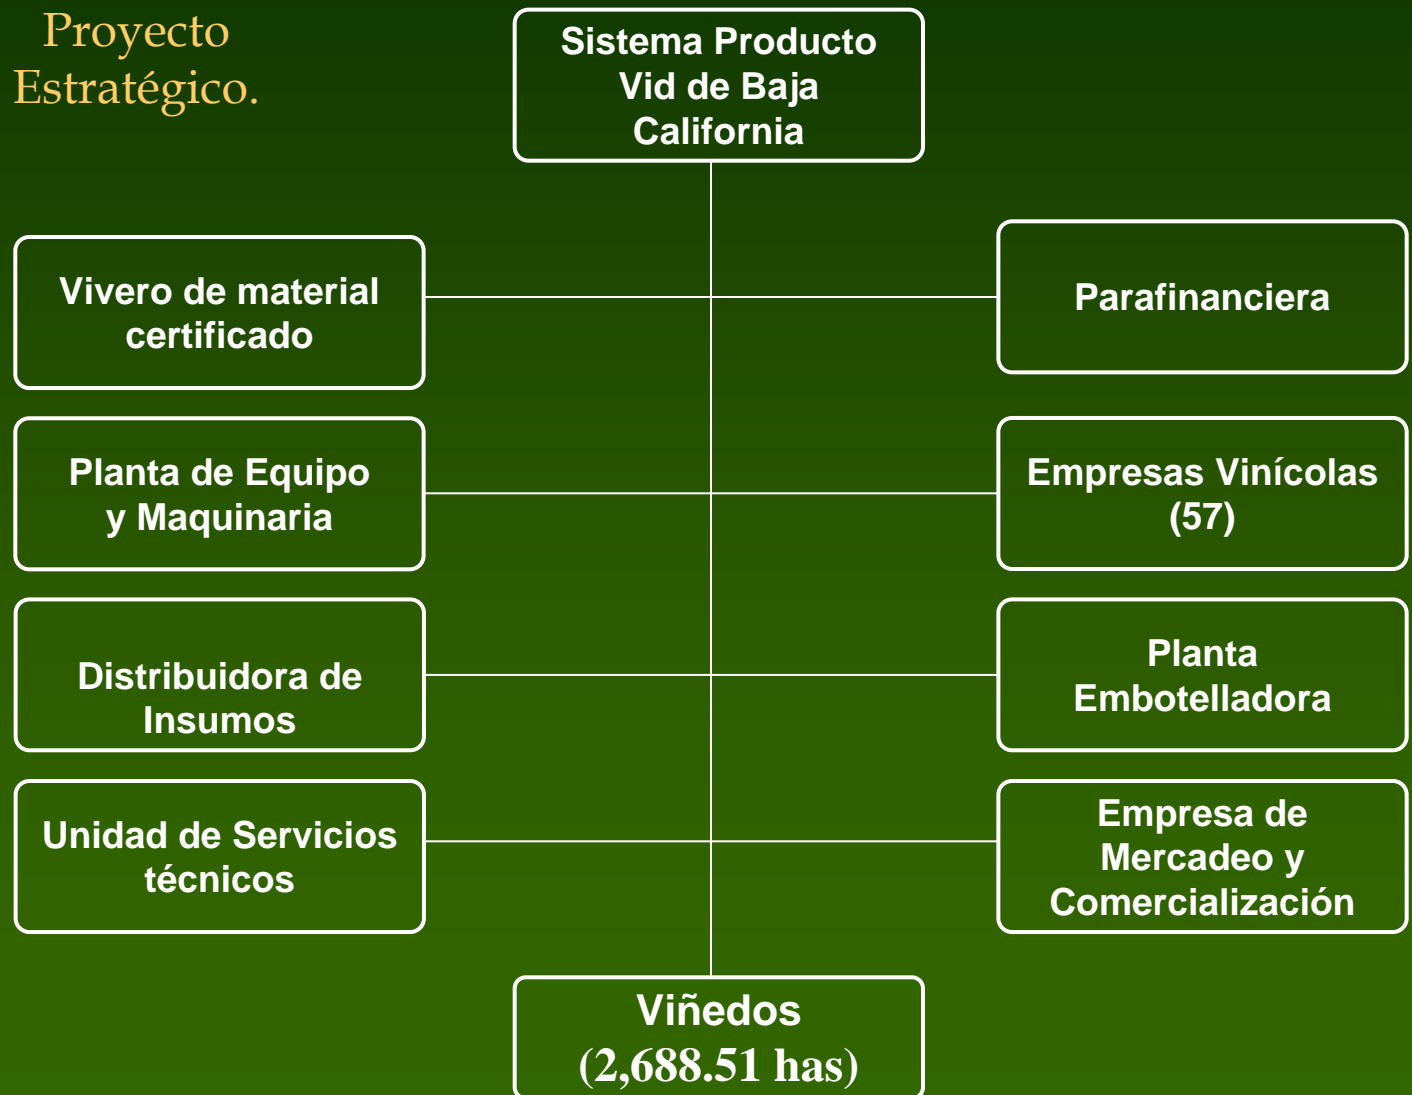 Proyecto
Estratégico.
Sistema Producto
Vid de Baja
California
Vivero de material
certificado
Parafinanciera
Planta de Equipo
y Maquinaria
Empresas Vinícolas
(57)
Distribuidora de
Insumos
Planta
Embotelladora
Unidad de Servicios
técnicos
Empresa de
Mercadeo y
Comercialización
Viñedos
(2,688.51 has)